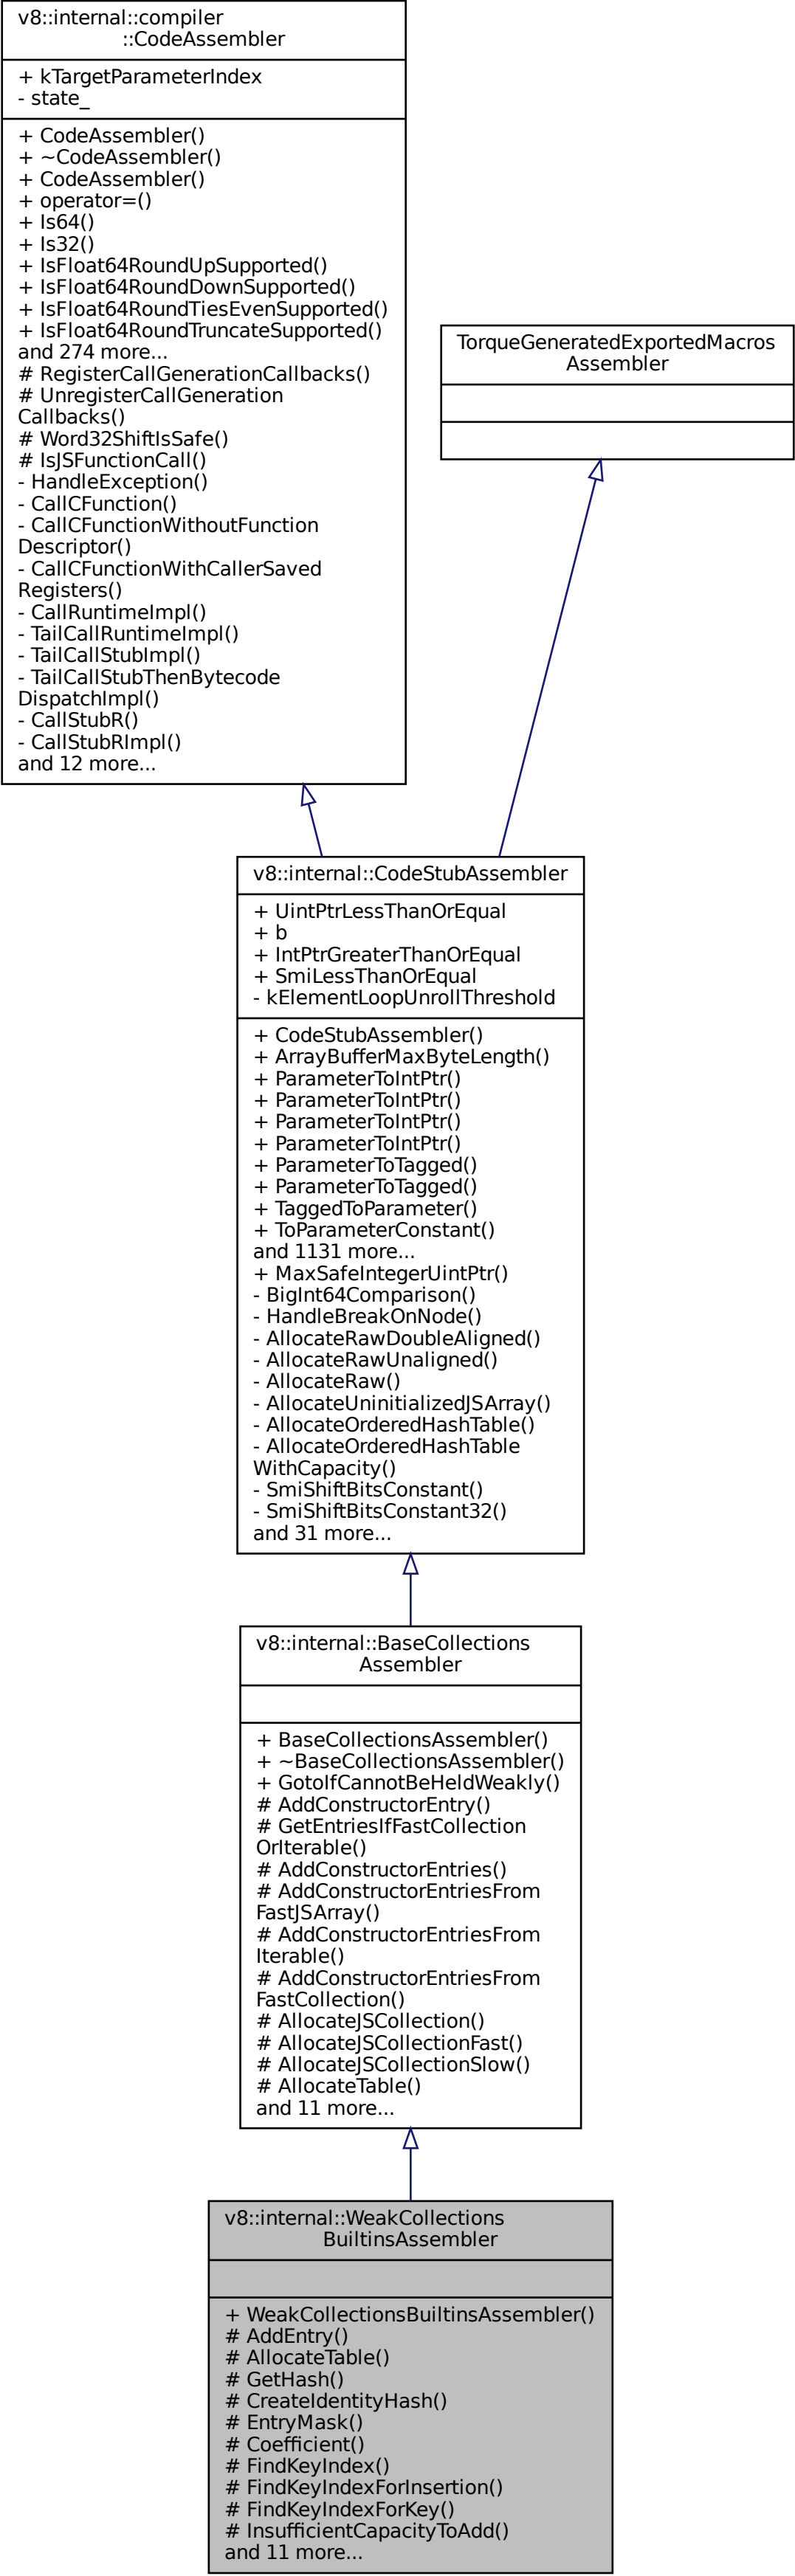 v8::internal::compiler
::CodeAssembler
+ kTargetParameterIndex
- state_
+ CodeAssembler()
+ ~CodeAssembler()
+ CodeAssembler()
+ operator=()
+ Is64()
+ Is32()
+ IsFloat64RoundUpSupported()
+ IsFloat64RoundDownSupported()
+ IsFloat64RoundTiesEvenSupported()
+ IsFloat64RoundTruncateSupported()
and 274 more...
# RegisterCallGenerationCallbacks()
# UnregisterCallGeneration
Callbacks()
# Word32ShiftIsSafe()
# IsJSFunctionCall()
- HandleException()
- CallCFunction()
- CallCFunctionWithoutFunction
Descriptor()
- CallCFunctionWithCallerSaved
Registers()
- CallRuntimeImpl()
- TailCallRuntimeImpl()
- TailCallStubImpl()
- TailCallStubThenBytecode
DispatchImpl()
- CallStubR()
- CallStubRImpl()
and 12 more...
TorqueGeneratedExportedMacros
Assembler
v8::internal::CodeStubAssembler
+ UintPtrLessThanOrEqual
+ b
+ IntPtrGreaterThanOrEqual
+ SmiLessThanOrEqual
- kElementLoopUnrollThreshold
+ CodeStubAssembler()
+ ArrayBufferMaxByteLength()
+ ParameterToIntPtr()
+ ParameterToIntPtr()
+ ParameterToIntPtr()
+ ParameterToIntPtr()
+ ParameterToTagged()
+ ParameterToTagged()
+ TaggedToParameter()
+ ToParameterConstant()
and 1131 more...
+ MaxSafeIntegerUintPtr()
- BigInt64Comparison()
- HandleBreakOnNode()
- AllocateRawDoubleAligned()
- AllocateRawUnaligned()
- AllocateRaw()
- AllocateUninitializedJSArray()
- AllocateOrderedHashTable()
- AllocateOrderedHashTable
WithCapacity()
- SmiShiftBitsConstant()
- SmiShiftBitsConstant32()
and 31 more...
v8::internal::BaseCollections
Assembler
+ BaseCollectionsAssembler()
+ ~BaseCollectionsAssembler()
+ GotoIfCannotBeHeldWeakly()
# AddConstructorEntry()
# GetEntriesIfFastCollection
OrIterable()
# AddConstructorEntries()
# AddConstructorEntriesFrom
FastJSArray()
# AddConstructorEntriesFrom
Iterable()
# AddConstructorEntriesFrom
FastCollection()
# AllocateJSCollection()
# AllocateJSCollectionFast()
# AllocateJSCollectionSlow()
# AllocateTable()
and 11 more...
v8::internal::WeakCollections
BuiltinsAssembler
+ WeakCollectionsBuiltinsAssembler()
# AddEntry()
# AllocateTable()
# GetHash()
# CreateIdentityHash()
# EntryMask()
# Coefficient()
# FindKeyIndex()
# FindKeyIndexForInsertion()
# FindKeyIndexForKey()
# InsufficientCapacityToAdd()
and 11 more...